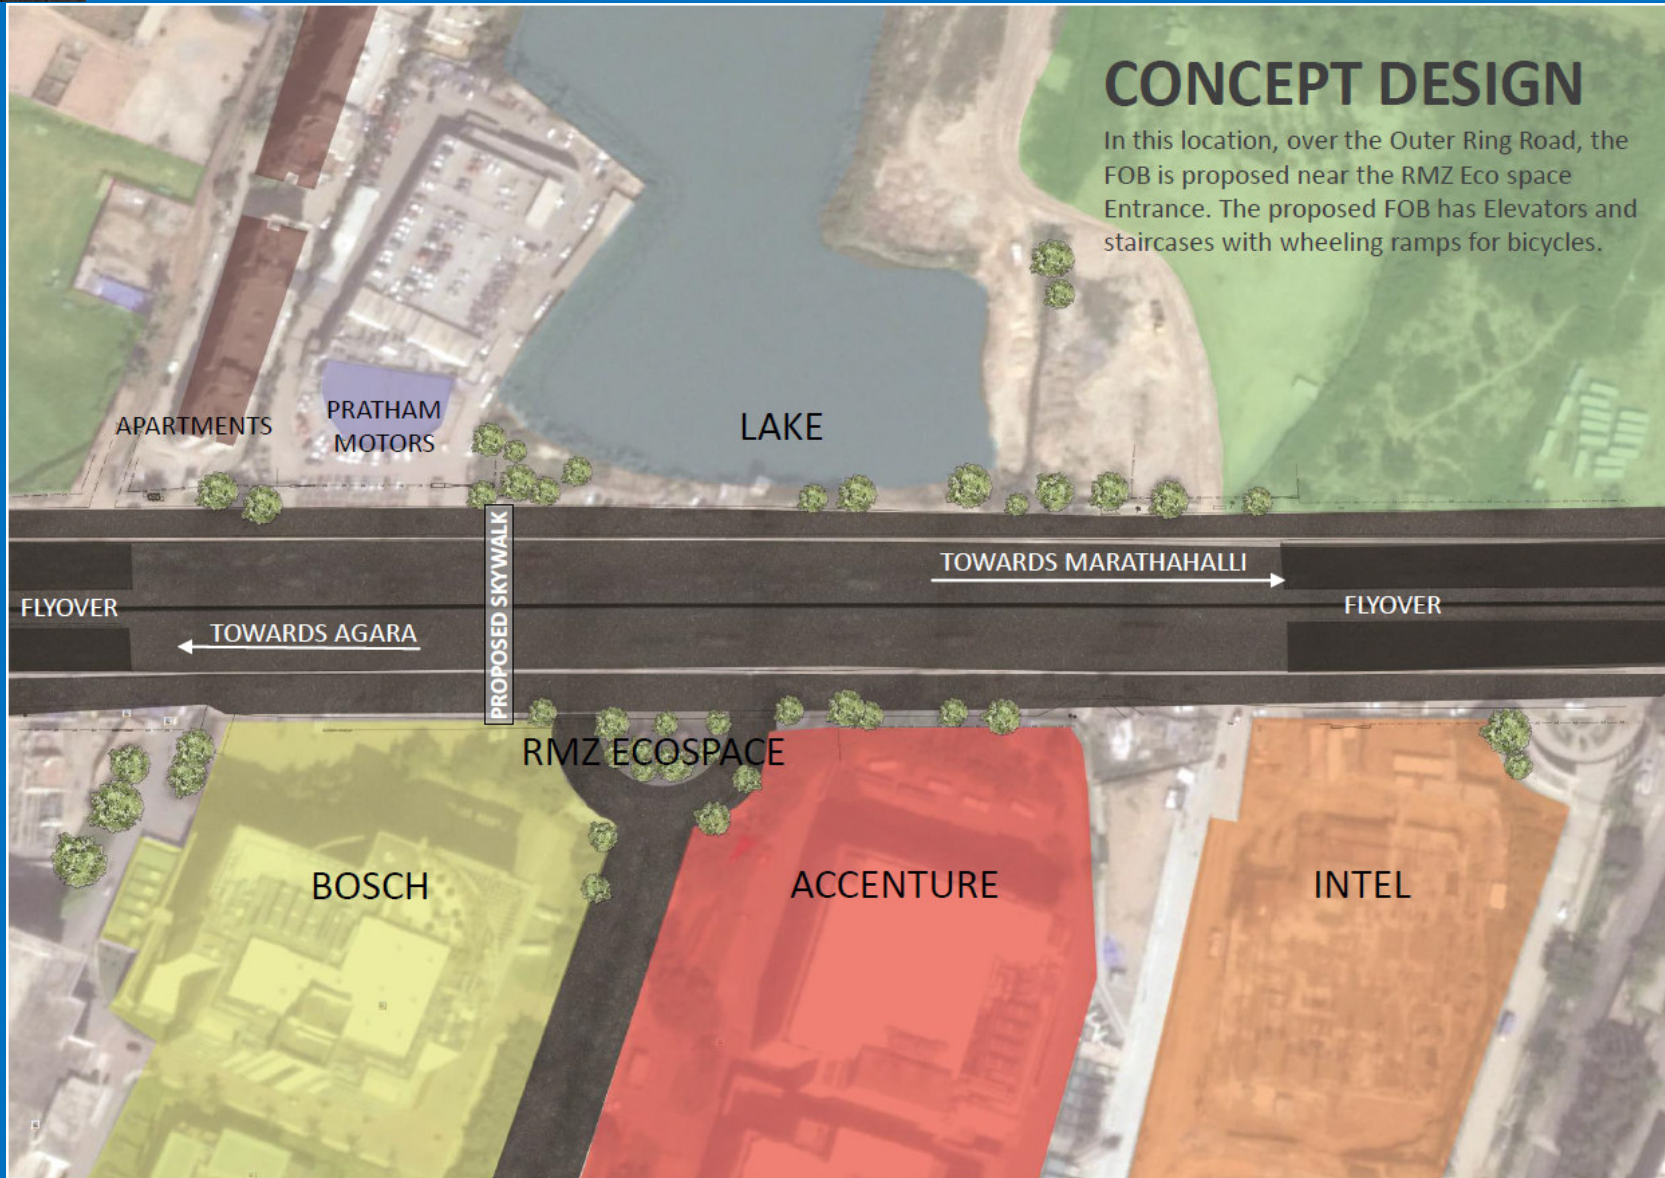 CONCEPT DESIGN
In this location, over the Outer Ring Road, the
FOB is proposed near the RMZ Eco space
Entrance. The proposed FOB has Elevators and
staircases with wheeling ramps for bicycles.
APARTMENTS
PRATHAM
MOTORS
LAKE
PROPOSED SKYWALK
TOWARDS MARATHAHALLI
FLYOVER
FLYOVER
TOWARDS AGARA
RMZ ECOSPACE
BOSCH
ACCENTURE
INTEL